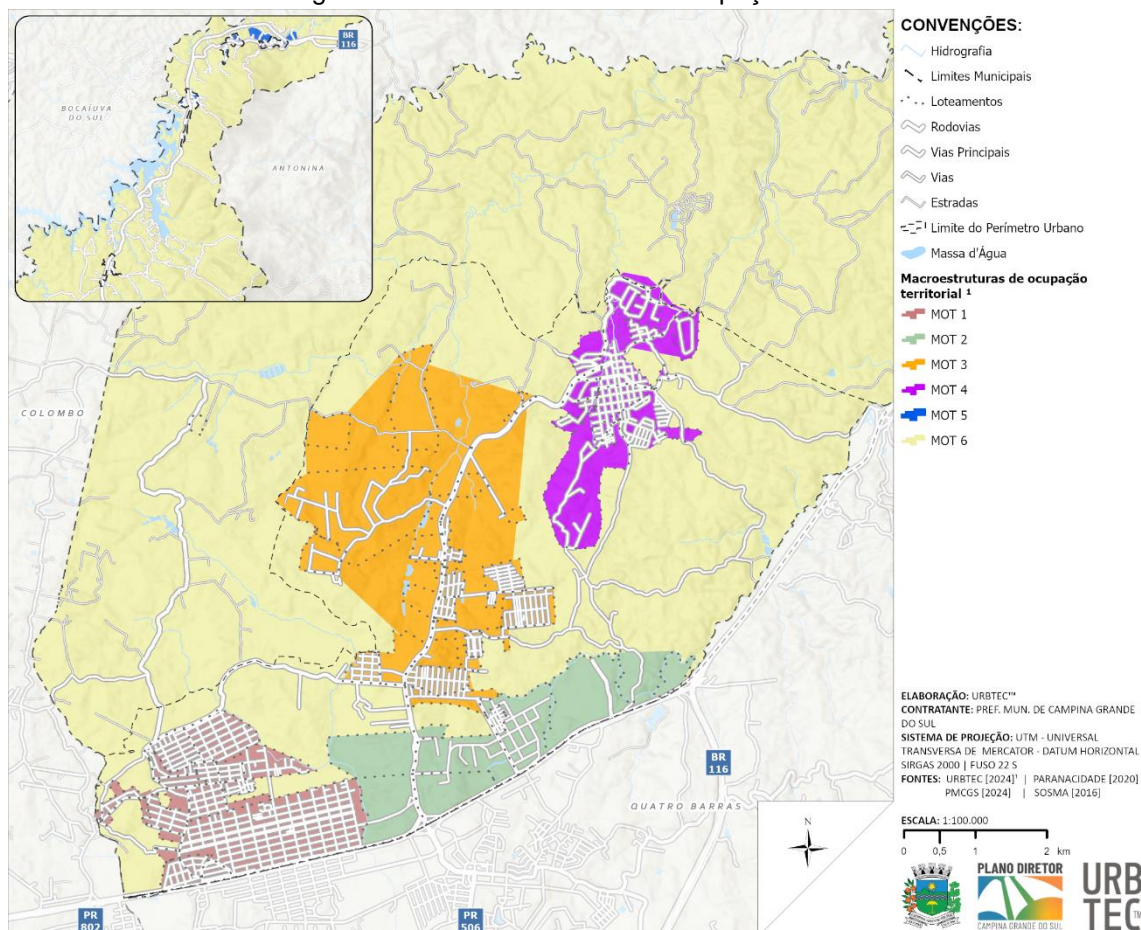 BR
116
BOCAIÚVA
DO SUL
ANTONINA
COLOMBO
BR
116
QUATRO BARRAS
PR
802
PR
506
N
CONVENÇÕES:
Hidrografia
Limites Municipais
Loteamentos
Rodovias
Vias Principais
Vias
Estradas
Limite do Perímetro Urbano
Massa d'Água
Macroestruturas de ocupação
territorial ¹
MOT 1
MOT 2
MOT 3
MOT 4
MOT 5
MOT 6
ELABORAÇÃO: URBTEC™
CONTRATANTE: PREF. MUN. DE CAMPINA GRANDE
DO SUL
SISTEMA DE PROJEÇÃO: UTM - UNIVERSAL
TRANSVERSA DE MERCATOR - DATUM HORIZONTAL
SIRGAS 2000 | FUSO 22 S
FONTES: URBTEC [2024]¹ | PARANACIDADE [2020]
PMCGS [2024] | SOSMA [2016]
ESCALA: 1:100.000
0 0,5 1 2 km
PLANO DIRETOR
CAMPINA GRANDE DO SUL
URB
TEC™